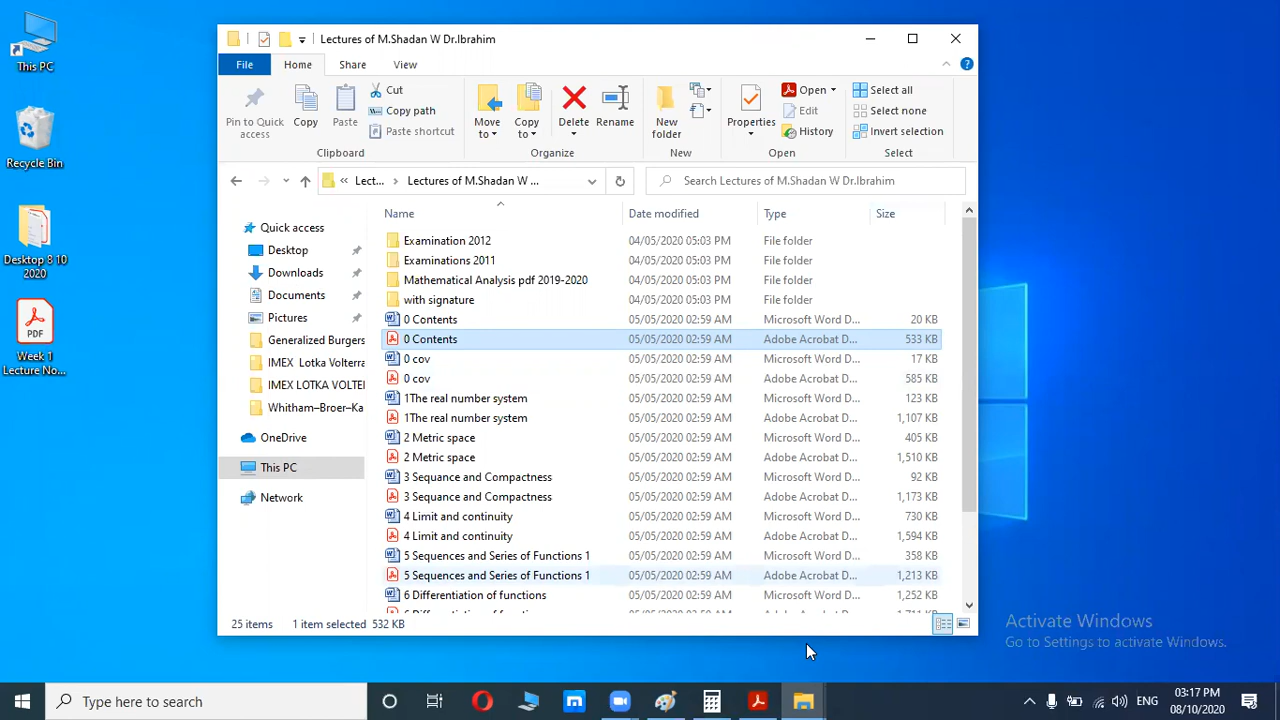 This PC
Recycle Bin
Desktop 8 10
2020
PDF
Week 1
Lecture No...
Lectures of M.Shadan W Dr.Ibrahim
File Home Share View
Pin to Quick
access
Copy
Paste
Cut
Copy path
Paste shortcut
Clipboard
Move
to
Copy
to
Delete
Rename
Organize
New
folder
New
Properties
Open
Edit
History
Open
Select all
Select none
Invert selection
Select
Lect... Lectures of M.Shadan W ...
Search Lectures of M.Shadan W Dr.Ibrahim
Quick access
Desktop
Downloads
Documents
Pictures
Generalized Burgers
IMEX Lotka Volterra
IMEX LOTKA VOLTER
Whitham–Broer–Ka
OneDrive
This PC
Network
Name Date modified Type Size
Examination 2012 04/05/2020 05:03 PM File folder
Examinations 2011 04/05/2020 05:03 PM File folder
Mathematical Analysis pdf 2019-2020 04/05/2020 05:03 PM File folder
with signature 04/05/2020 05:03 PM File folder
0 Contents 05/05/2020 02:59 AM Microsoft Word D... 20 KB
0 Contents 05/05/2020 02:59 AM Adobe Acrobat D... 533 KB
0 cov 05/05/2020 02:59 AM Microsoft Word D... 17 KB
0 cov 05/05/2020 02:59 AM Adobe Acrobat D... 585 KB
1The real number system 05/05/2020 02:59 AM Microsoft Word D... 123 KB
1The real number system 05/05/2020 02:59 AM Adobe Acrobat D... 1,107 KB
2 Metric space 05/05/2020 02:59 AM Microsoft Word D... 405 KB
2 Metric space 05/05/2020 02:59 AM Adobe Acrobat D... 1,510 KB
3 Sequance and Compactness 05/05/2020 02:59 AM Microsoft Word D... 92 KB
3 Sequance and Compactness 05/05/2020 02:59 AM Adobe Acrobat D... 1,173 KB
4 Limit and continuity 05/05/2020 02:59 AM Microsoft Word D... 730 KB
4 Limit and continuity 05/05/2020 02:59 AM Adobe Acrobat D... 1,594 KB
5 Sequences and Series of Functions 1 05/05/2020 02:59 AM Microsoft Word D... 358 KB
5 Sequences and Series of Functions 1 05/05/2020 02:59 AM Adobe Acrobat D... 1,213 KB
6 Differentiation of functions 05/05/2020 02:59 AM Microsoft Word D... 1,252 KB
25 items 1 item selected 532 KB
Activate Windows
Go to Settings to activate Windows.
Type here to search
ENG
03:17 PM
08/10/2020